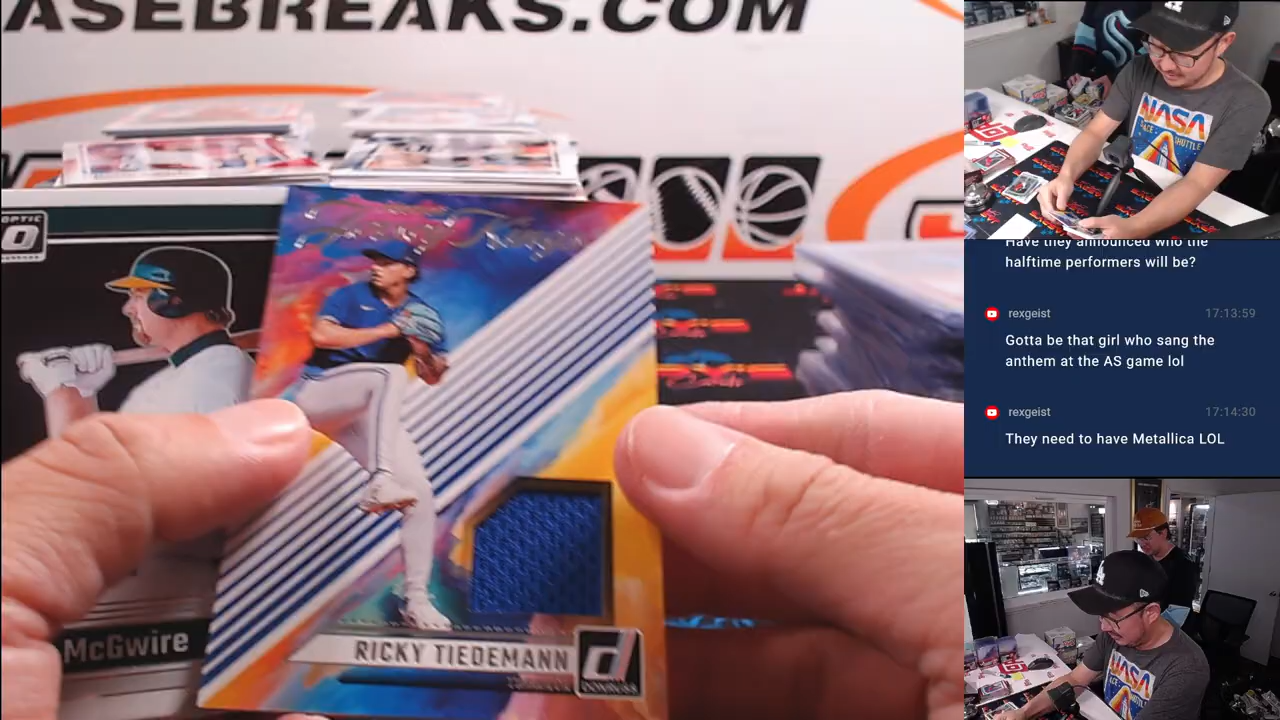 ASEBREAKS.COM
OPTIC
McGwire
RICKY TIEDEMANN
DONRUSS
NASA
SHUTTLE
Have they announced who the
halftime performers will be?
rexgeist 17:13:59
Gotta be that girl who sang the
anthem at the AS game lol
rexgeist 17:14:30
They need to have Metallica LOL